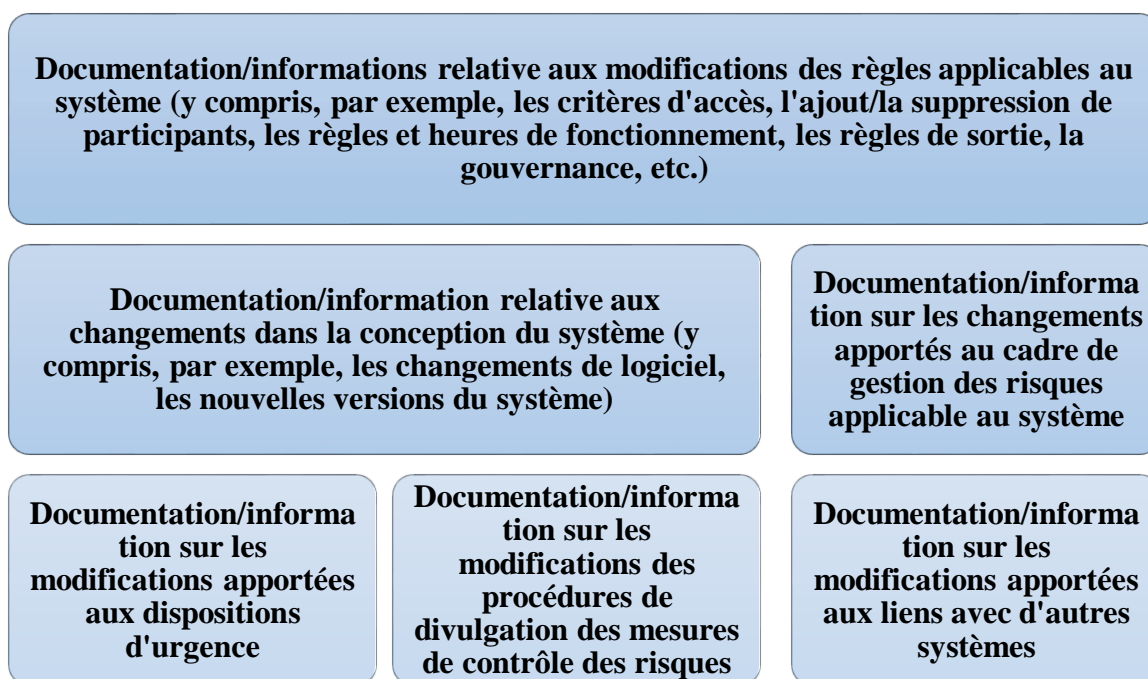 Documentation/informations relative aux modifications des règles applicables au
système (y compris, par exemple, les critères d'accès, l'ajout/la suppression de
participants, les règles et heures de fonctionnement, les règles de sortie, la
gouvernance, etc.)
Documentation/information relative aux
changements dans la conception du système (y
compris, par exemple, les changements de logiciel,
les nouvelles versions du système)
Documentation/informa
tion sur les changements
apportés au cadre de
gestion des risques
applicable au système
Documentation/informa
tion sur les
modifications apportées
aux dispositions
d'urgence
Documentation/informa
tion sur les
modifications des
procédures de
divulgation des mesures
de contrôle des risques
Documentation/informa
tion sur les
modifications apportées
aux liens avec d'autres
systèmes